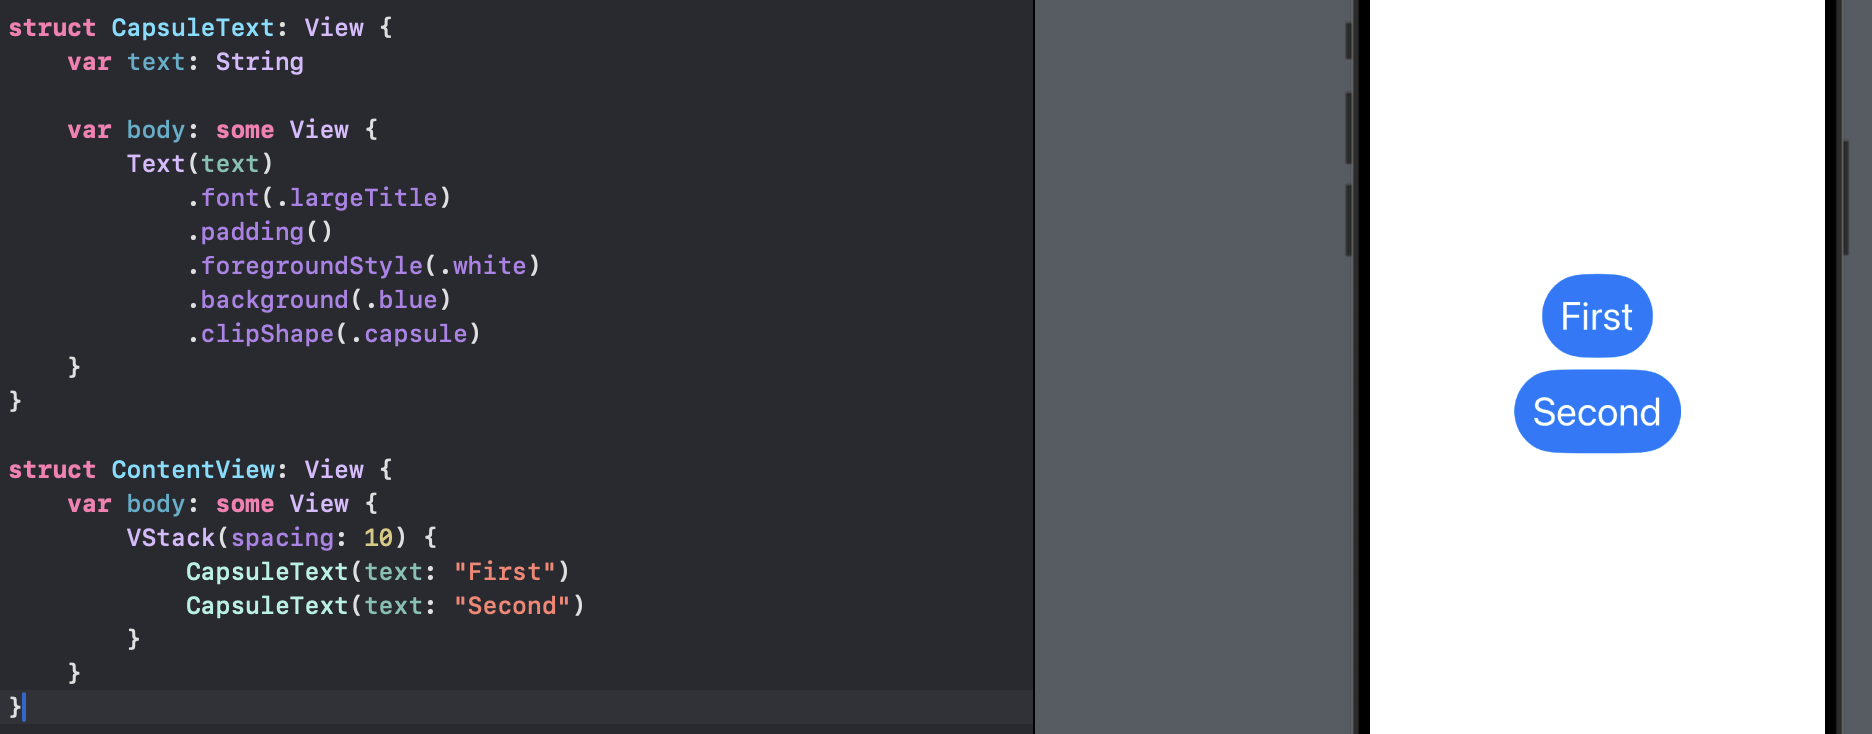 struct CapsuleText: View {
    var text: String

    var body: some View {
        Text(text)
            .font(.largeTitle)
            .padding()
            .foregroundStyle(.white)
            .background(.blue)
            .clipShape(.capsule)
    }
}

struct ContentView: View {
    var body: some View {
        VStack(spacing: 10) {
            CapsuleText(text: "First")
            CapsuleText(text: "Second")
        }
    }
}
First
Second